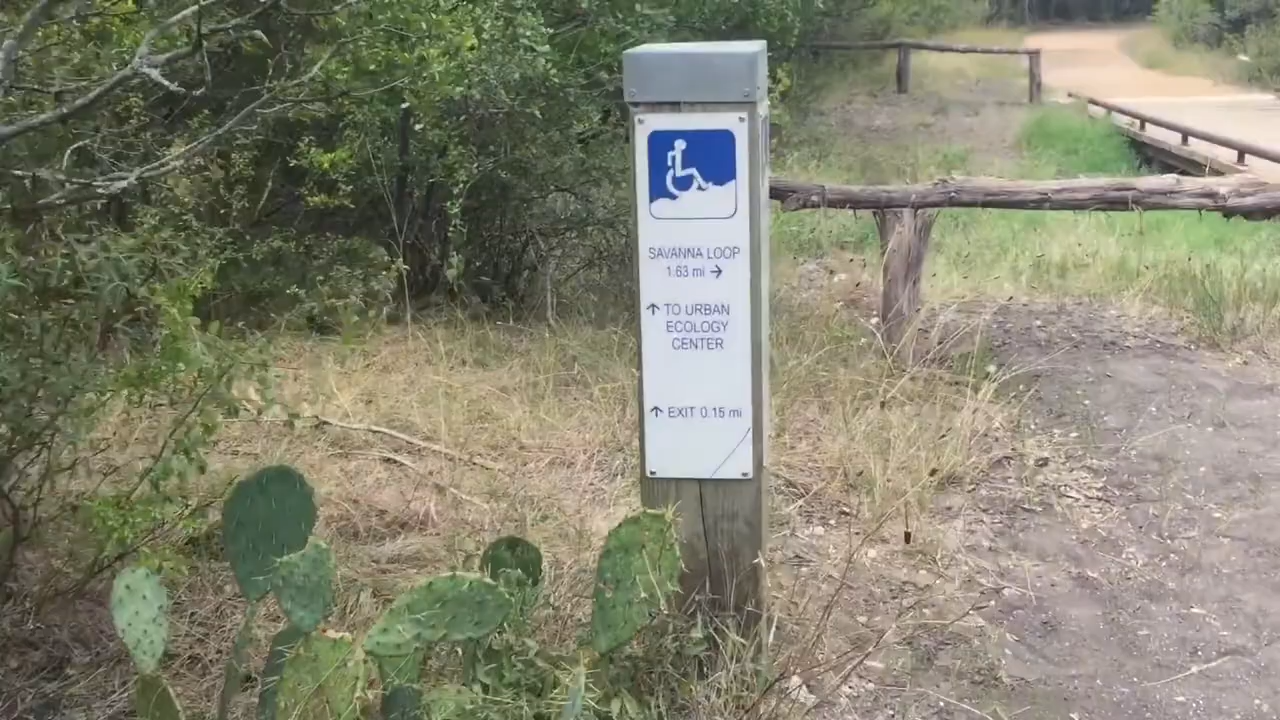 SAVANNA LOOP
1.63 mi →
↑ TO URBAN
ECOLOGY
CENTER
↑ EXIT 0.15 mi